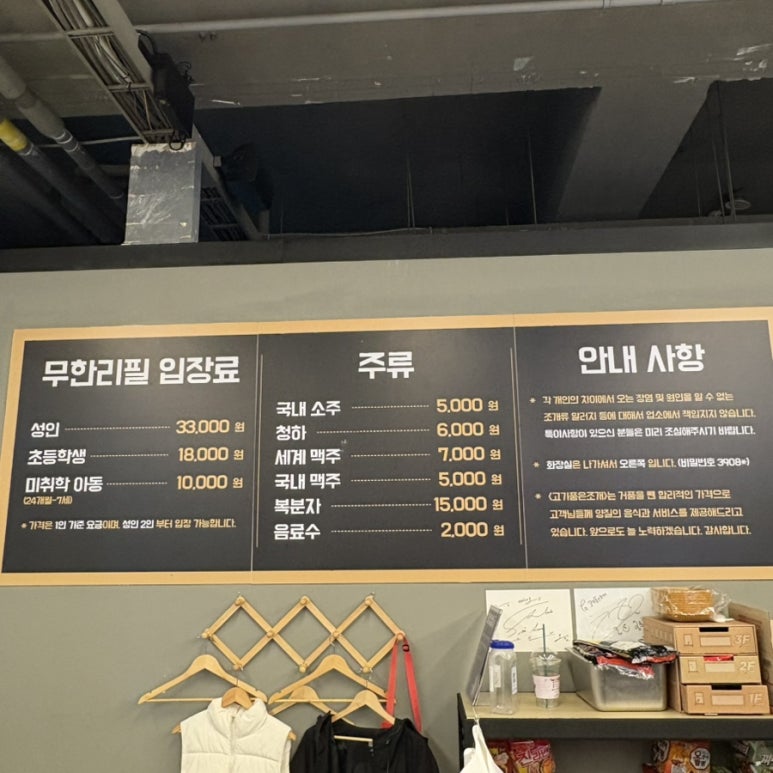 무한리필 입장료
성인 33,000 원
초등학생 18,000 원
미취학 아동 10,000 원
(24개월~7세)
* 가격은 1인 기준 요금이며, 성인 2인 부터 입장 가능합니다.
주류
국내 소주 5,000 원
청하 6,000 원
세계 맥주 7,000 원
국내 맥주 5,000 원
복분자 15,000 원
음료수 2,000 원
안내 사항
* 각 개인의 차이에서 오는 장염 및 원인을 알 수 없는
조개류 알러지 등에 대해서 업소에서 책임지지 않습니다.
특이사항이 있으신 분들은 미리 조심해주시기 바랍니다.
* 화장실은 나가셔서 오른쪽 입니다. (비밀번호 3908*)
* <고가품은조개>는 거품을 뺀 합리적인 가격으로
고객님들께 양질의 음식과 서비스를 제공해드리고
있습니다. 앞으로도 늘 노력하겠습니다. 감사합니다.
3F
2F
1F